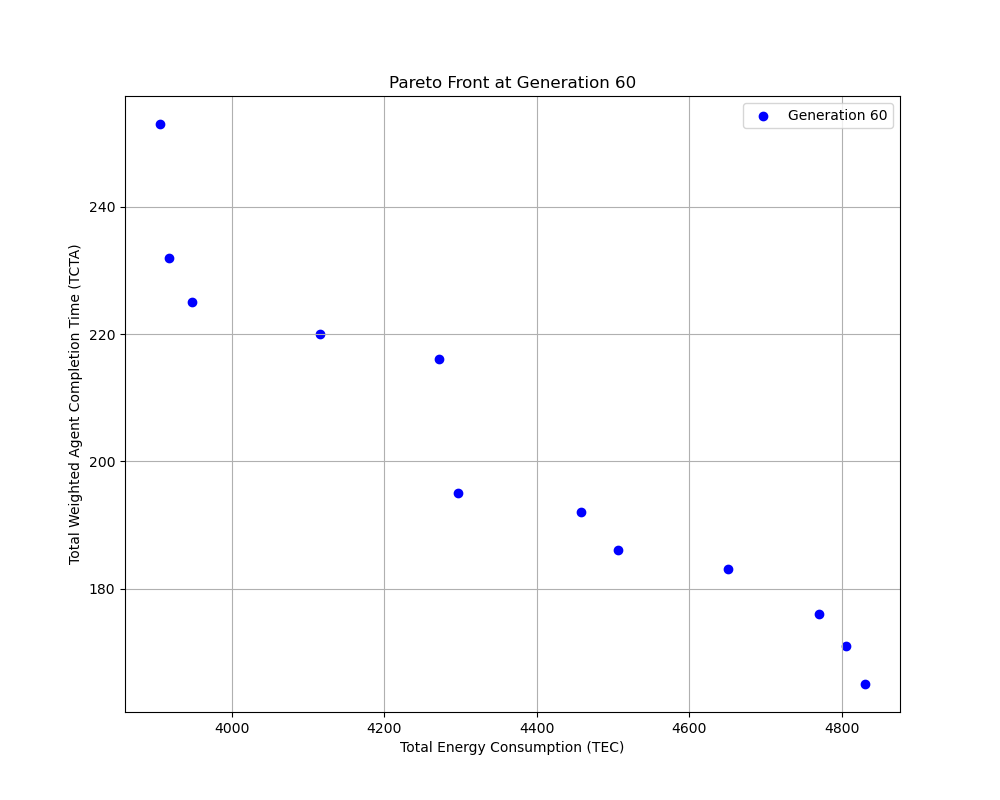 Pareto Front at Generation 60
Generation 60
240
220
200
180
Total Weighted Agent Completion Time (TCTA)
4000
4200
4400
4600
4800
Total Energy Consumption (TEC)